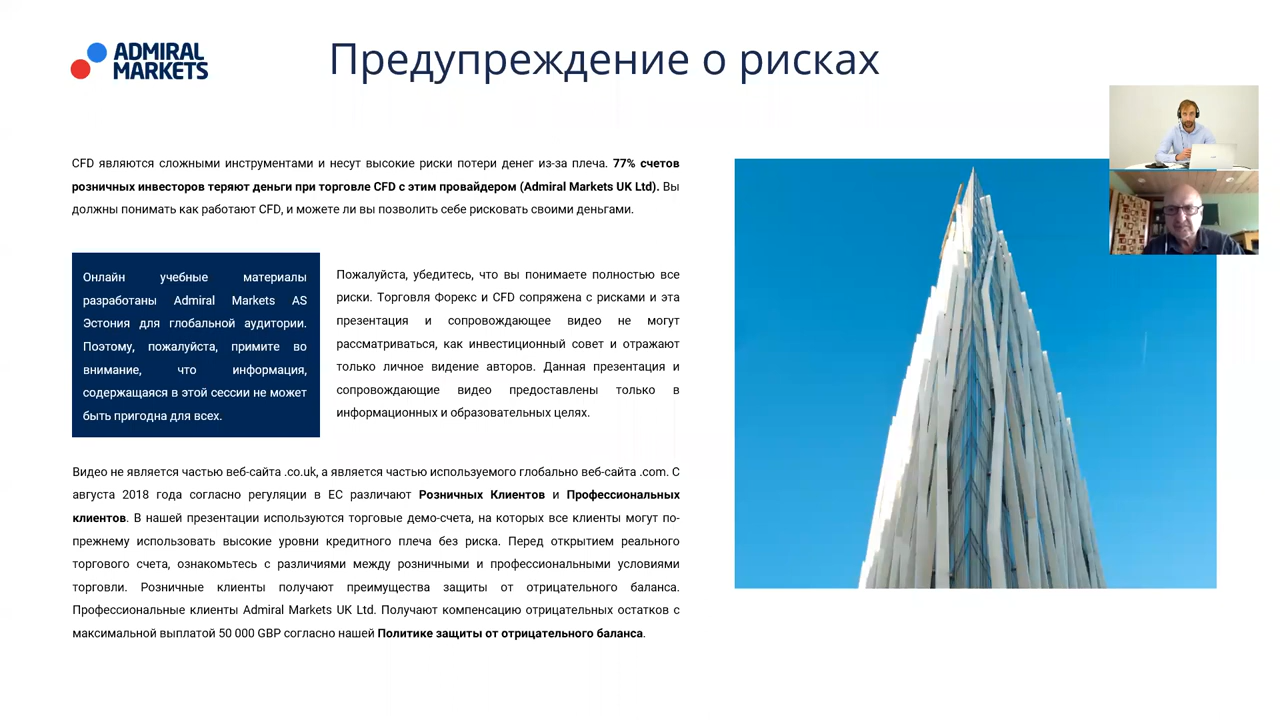 ADMIRAL
MARKETS
Предупреждение о рисках
CFD являются сложными инструментами и несут высокие риски потери денег из-за плеча. 77% счетов
розничных инвесторов теряют деньги при торговле CFD с этим провайдером (Admiral Markets UK Ltd). Вы
должны понимать как работают CFD, и можете ли вы позволить себе рисковать своими деньгами.
Онлайн учебные материалы
разработаны Admiral Markets AS
Эстония для глобальной аудитории.
Поэтому, пожалуйста, примите во
внимание, что информация,
содержащаяся в этой сессии не может
быть пригодна для всех.
Пожалуйста, убедитесь, что вы понимаете полностью все
риски. Торговля Форекс и CFD сопряжена с рисками и эта
презентация и сопровождающее видео не могут
рассматриваться, как инвестиционный совет и отражают
только личное видение авторов. Данная презентация и
сопровождающие видео предоставлены только в
информационных и образовательных целях.
Видео не является частью веб-сайта .co.uk, а является частью используемого глобально веб-сайта .com. С
августа 2018 года согласно регуляции в ЕС различают Розничных Клиентов и Профессиональных
клиентов. В нашей презентации используются торговые демо-счета, на которых все клиенты могут по-
прежнему использовать высокие уровни кредитного плеча без риска. Перед открытием реального
торгового счета, ознакомьтесь с различиями между розничными и профессиональными условиями
торговли. Розничные клиенты получают преимущества защиты от отрицательного баланса.
Профессиональные клиенты Admiral Markets UK Ltd. Получают компенсацию отрицательных остатков с
максимальной выплатой 50 000 GBP согласно нашей Политике защиты от отрицательного баланса.